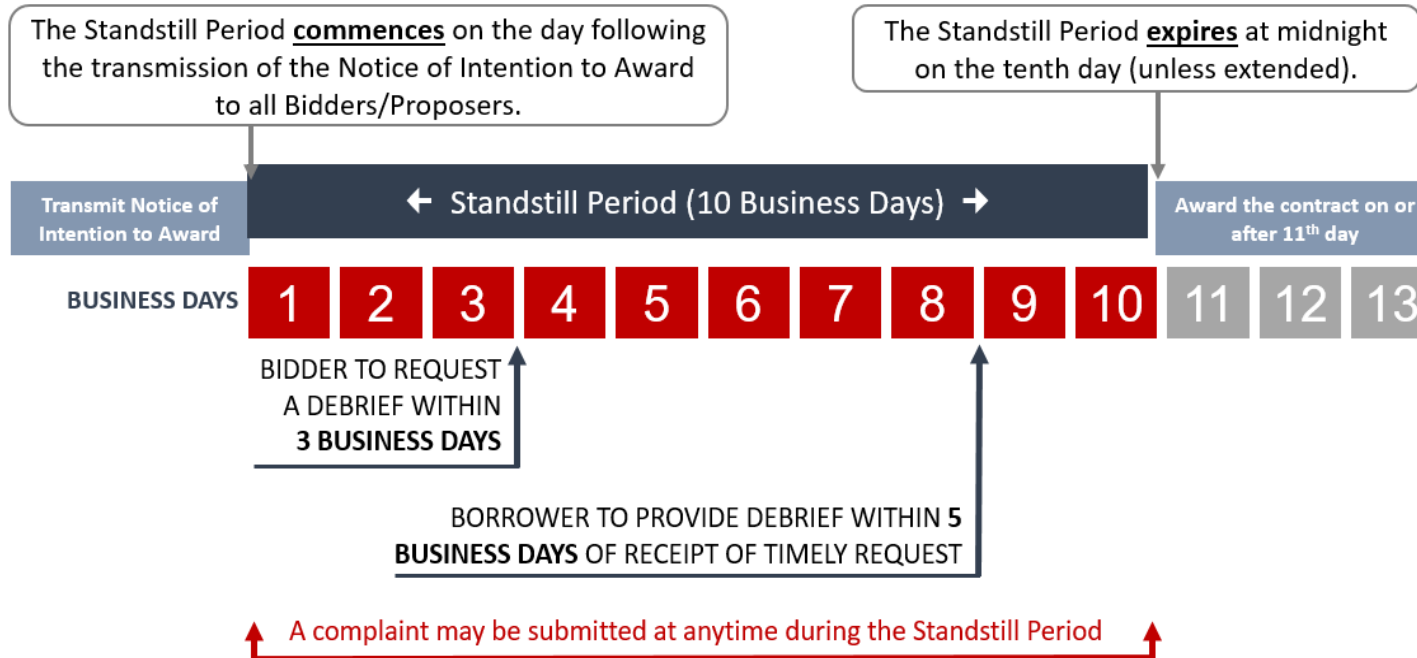 The Standstill Period commences on the day following
the transmission of the Notice of Intention to Award
to all Bidders/Proposers.
The Standstill Period expires at midnight
on the tenth day (unless extended).
Transmit Notice of
Intention to Award
← Standstill Period (10 Business Days) →
Award the contract on or
after 11th day
BUSINESS DAYS 1 2 3 4 5 6 7 8 9 10 11 12 13
BIDDER TO REQUEST
A DEBRIEF WITHIN
3 BUSINESS DAYS
BORROWER TO PROVIDE DEBRIEF WITHIN 5
BUSINESS DAYS OF RECEIPT OF TIMELY REQUEST
A complaint may be submitted at anytime during the Standstill Period